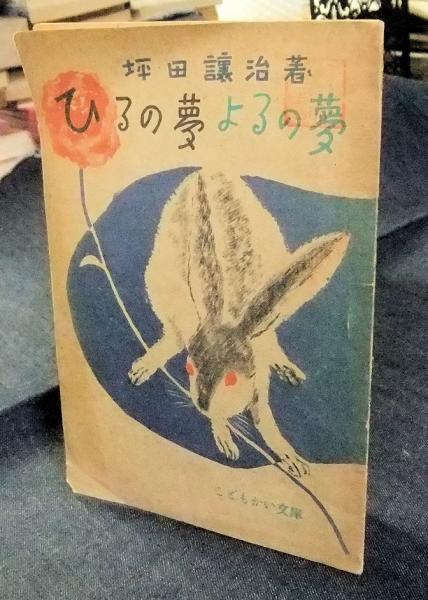 坪田譲治著
ひるの夢よるの夢
こどもかい文庫